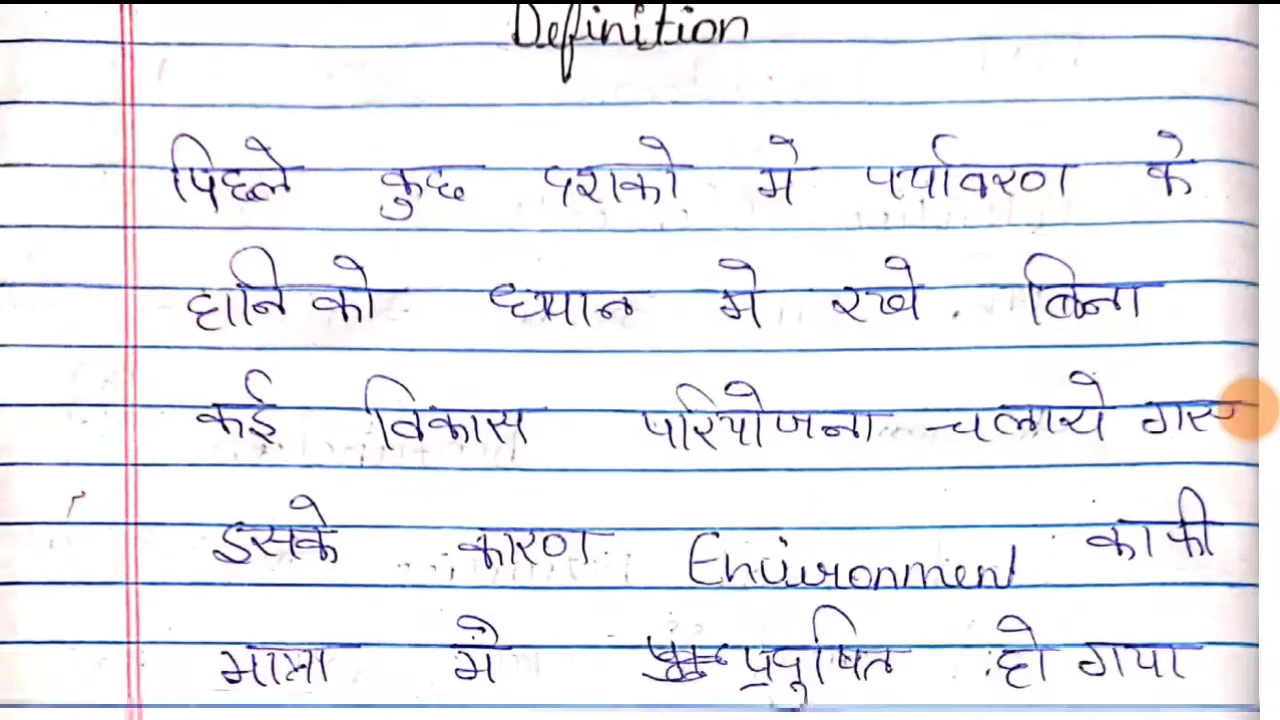 Definition
पिछले कुछ दशको मे पर्यावरण के
हानि को ध्यान मे रखे बिना
कई विकास परियोजना चलाये गए
इसके कारण Environment काफी
मात्रा मे प्रदुषित हो गया